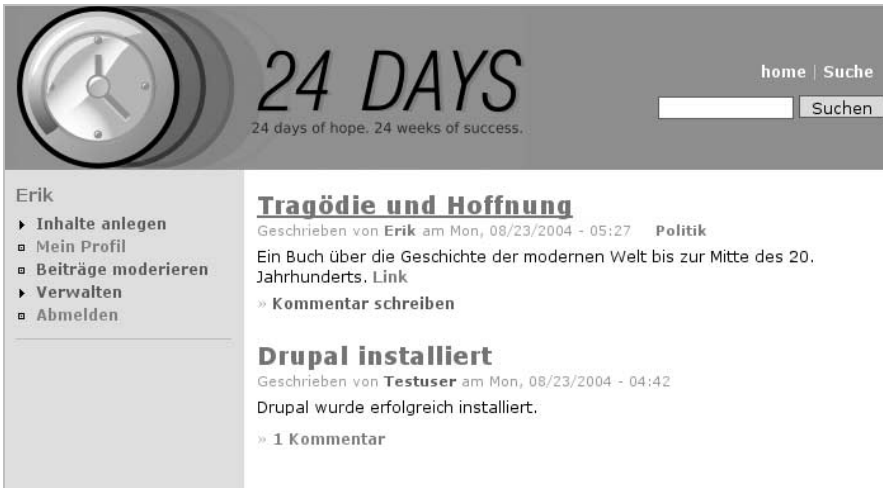 24 DAYS
24 days of hope. 24 weeks of success.
home | Suche
Suchen
Erik
Inhalte anlegen
Mein Profil
Beiträge moderieren
Verwalten
Abmelden
Tragödie und Hoffnung
Geschrieben von Erik am Mon, 08/23/2004 - 05:27 Politik
Ein Buch über die Geschichte der modernen Welt bis zur Mitte des 20.
Jahrhunderts. Link
» Kommentar schreiben
Drupal installiert
Geschrieben von Testuser am Mon, 08/23/2004 - 04:42
Drupal wurde erfolgreich installiert.
» 1 Kommentar